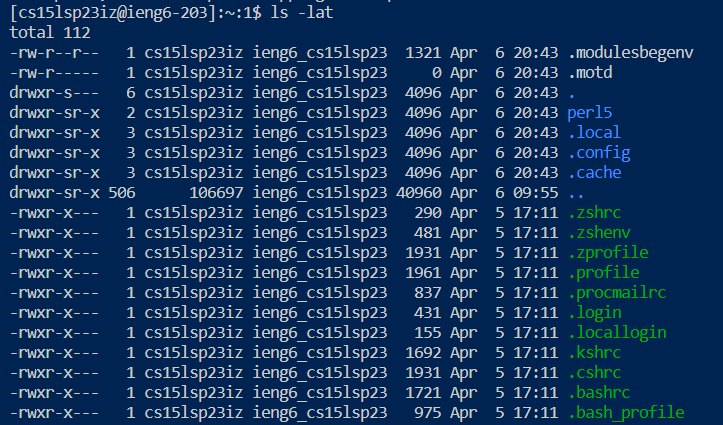 [cs15lsp23iz@ieng6-203]:~:1$ ls -lat
total 112
-rw-r--r--   1 cs15lsp23iz ieng6_cs15lsp23  1321 Apr  6 20:43 .modulesbegenv
-rw-r-----   1 cs15lsp23iz ieng6_cs15lsp23     0 Apr  6 20:43 .motd
drwxr-s---   6 cs15lsp23iz ieng6_cs15lsp23  4096 Apr  6 20:43 .
drwxr-sr-x   2 cs15lsp23iz ieng6_cs15lsp23  4096 Apr  6 20:43 perl5
drwxr-sr-x   3 cs15lsp23iz ieng6_cs15lsp23  4096 Apr  6 20:43 .local
drwxr-sr-x   3 cs15lsp23iz ieng6_cs15lsp23  4096 Apr  6 20:43 .config
drwxr-sr-x   3 cs15lsp23iz ieng6_cs15lsp23  4096 Apr  6 20:43 .cache
drwxr-sr-x 506      106697 ieng6_cs15lsp23 40960 Apr  6 09:55 ..
-rwxr-x---   1 cs15lsp23iz ieng6_cs15lsp23   290 Apr  5 17:11 .zshrc
-rwxr-x---   1 cs15lsp23iz ieng6_cs15lsp23   481 Apr  5 17:11 .zshenv
-rwxr-x---   1 cs15lsp23iz ieng6_cs15lsp23  1931 Apr  5 17:11 .zprofile
-rwxr-x---   1 cs15lsp23iz ieng6_cs15lsp23  1961 Apr  5 17:11 .profile
-rwxr-x---   1 cs15lsp23iz ieng6_cs15lsp23   837 Apr  5 17:11 .procmailrc
-rwxr-x---   1 cs15lsp23iz ieng6_cs15lsp23   431 Apr  5 17:11 .login
-rwxr-x---   1 cs15lsp23iz ieng6_cs15lsp23   155 Apr  5 17:11 .locallogin
-rwxr-x---   1 cs15lsp23iz ieng6_cs15lsp23  1692 Apr  5 17:11 .kshrc
-rwxr-x---   1 cs15lsp23iz ieng6_cs15lsp23  1931 Apr  5 17:11 .cshrc
-rwxr-x---   1 cs15lsp23iz ieng6_cs15lsp23  1721 Apr  5 17:11 .bashrc
-rwxr-x---   1 cs15lsp23iz ieng6_cs15lsp23   975 Apr  5 17:11 .bash_profile